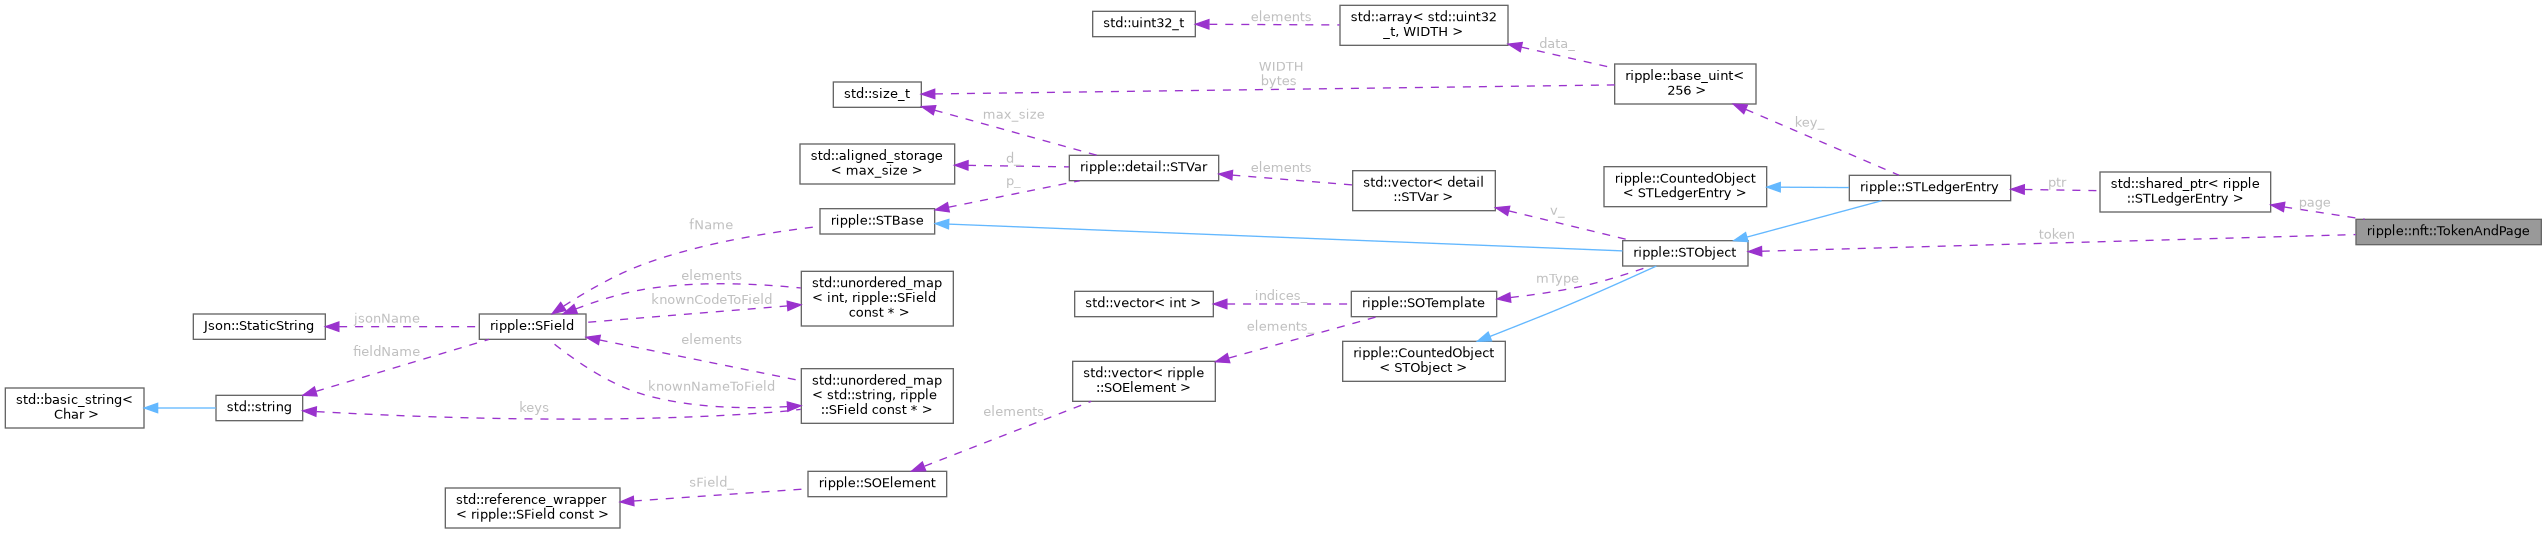 std::uint32_t
elements
std::array< std::uint32
_t, WIDTH >
data_
WIDTH
bytes
ripple::base_uint<
256 >
std::size_t
max_size
key_
std::aligned_storage
< max_size >
d_
ripple::detail::STVar
elements
p_
std::vector< detail
::STVar >
ripple::CountedObject
< STLedgerEntry >
ripple::STLedgerEntry
ptr
std::shared_ptr< ripple
::STLedgerEntry >
page
ripple::nft::TokenAndPage
token
v_
ripple::STBase
fName
ripple::STObject
mType
elements
knownCodeToField
std::unordered_map
< int, ripple::SField
const * >
std::vector< int >
indices_
ripple::SOTemplate
elements_
Json::StaticString
jsonName
ripple::SField
fieldName
elements
ripple::CountedObject
< STObject >
std::vector< ripple
::SOElement >
knownNameToField
std::unordered_map
< std::string, ripple
::SField const * >
std::basic_string<
Char >
std::string
keys
elements
ripple::SOElement
sField_
std::reference_wrapper
< ripple::SField const >